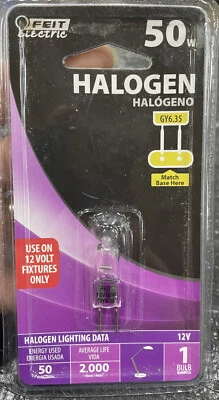 FEIT
Electric
50W
HALOGEN
HALÓGENO
GY6.35
Match
Base Here
USE ON
12 VOLT
FIXTURES
ONLY
HALOGEN LIGHTING DATA
12V
ENERGY USED
ENERGIA USADA
50
AVERAGE LIFE
VIDA
2,000
1
BULB